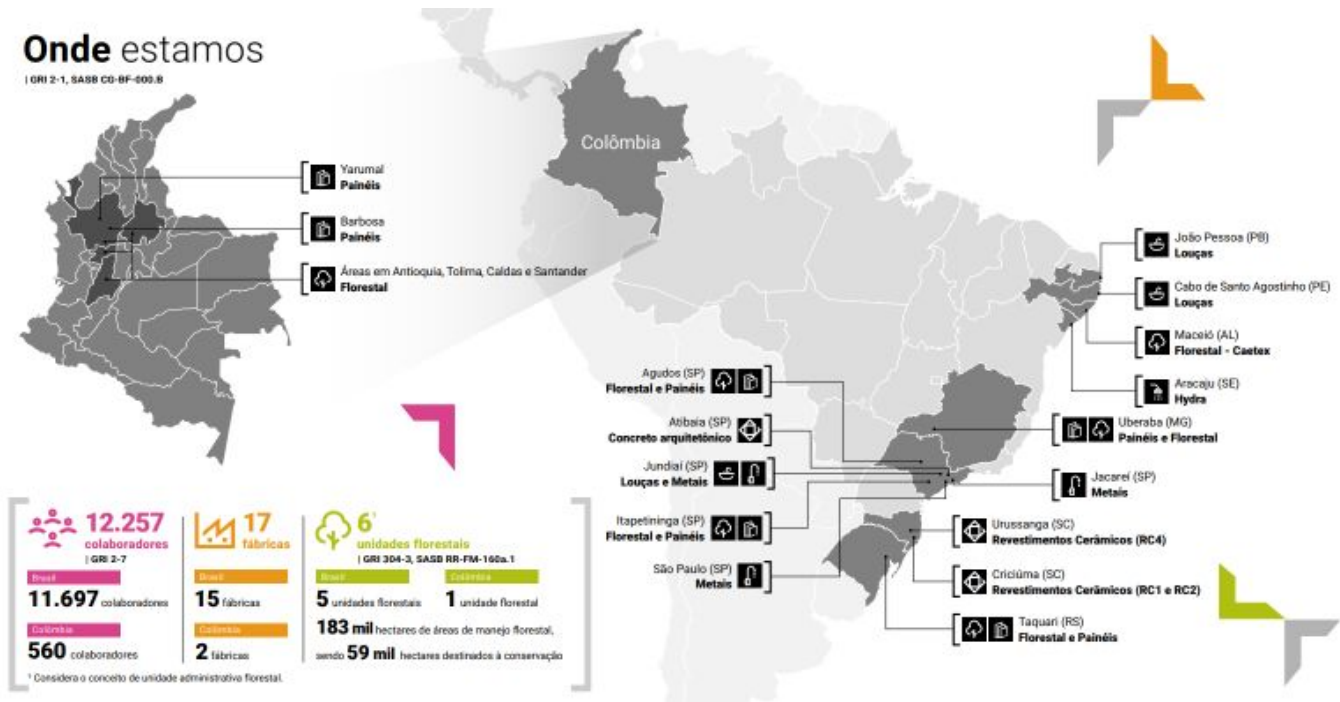 Onde estamos
| GRI 2-1, SASB CG-BF-000.B
Yarumal
Painéis
Barbosa
Painéis
Áreas em Antioquia, Tolima, Caldas e Santander
Florestal
Colômbia
João Pessoa (PB)
Louças
Cabo de Santo Agostinho (PE)
Louças
Maceió (AL)
Florestal - Caetex
Aracaju (SE)
Hydra
Uberaba (MG)
Painéis e Florestal
Jacareí (SP)
Metais
Urussanga (SC)
Revestimentos Cerâmicos (RC4)
Criciúma (SC)
Revestimentos Cerâmicos (RC1 e RC2)
Taquari (RS)
Florestal e Painéis
Agudos (SP)
Florestal e Painéis
Atibaia (SP)
Concreto arquitetônico
Jundiaí (SP)
Louças e Metais
Itapetininga (SP)
Florestal e Painéis
São Paulo (SP)
Metais
12.257
colaboradores
| GRI 2-7
Brasil
11.697 colaboradores
Colômbia
560 colaboradores
17
fábricas
Brasil
15 fábricas
Colômbia
2 fábricas
6¹
unidades florestais
| GRI 304-3, SASB RR-FM-160a.1
Brasil
5 unidades florestais
Colômbia
1 unidade florestal
183 mil hectares de áreas de manejo florestal,
sendo 59 mil hectares destinados à conservação
¹ Considera o conceito de unidade administrativa florestal.